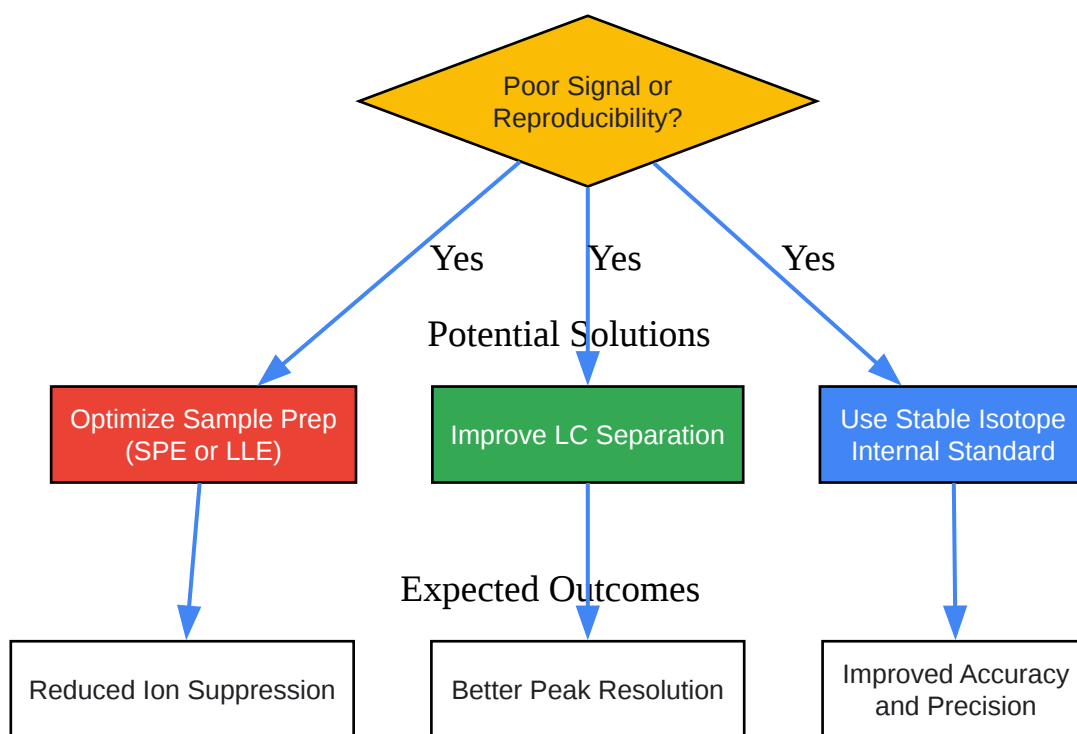 Poor Signal or
Reproducibility?
Yes
Yes
Yes
Potential Solutions
Optimize Sample Prep
(SPE or LLE)
Improve LC Separation
Use Stable Isotope
Internal Standard
Expected Outcomes
Reduced Ion Suppression
Better Peak Resolution
Improved Accuracy
and Precision